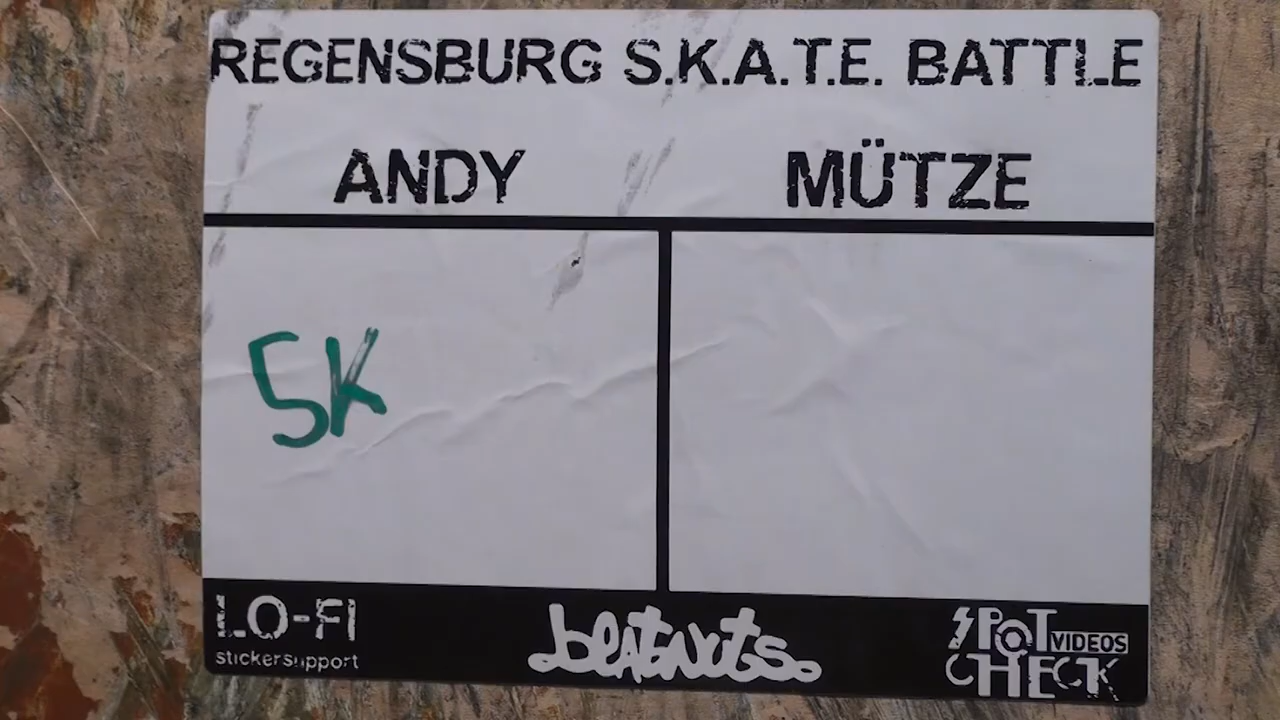 REGENSBURG S.K.A.T.E. BATTLE
ANDY MÜTZE
SK
LO-FI
stickersupport
beatnuts.
SPOT
CHECK
VIDEOS